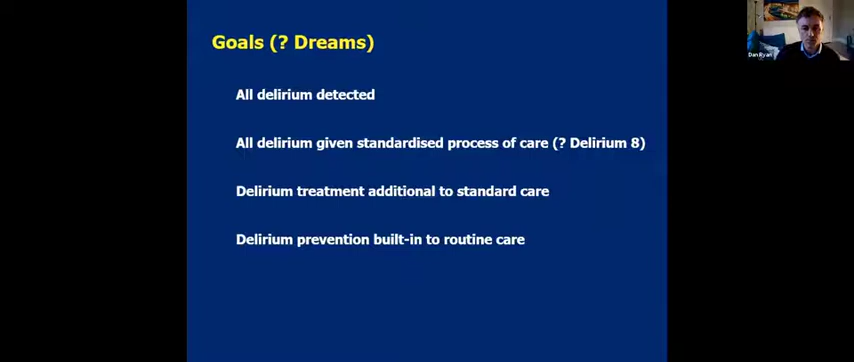 Goals (? Dreams)
All delirium detected
All delirium given standardised process of care (? Delirium 8)
Delirium treatment additional to standard care
Delirium prevention built-in to routine care
Dan Ryan